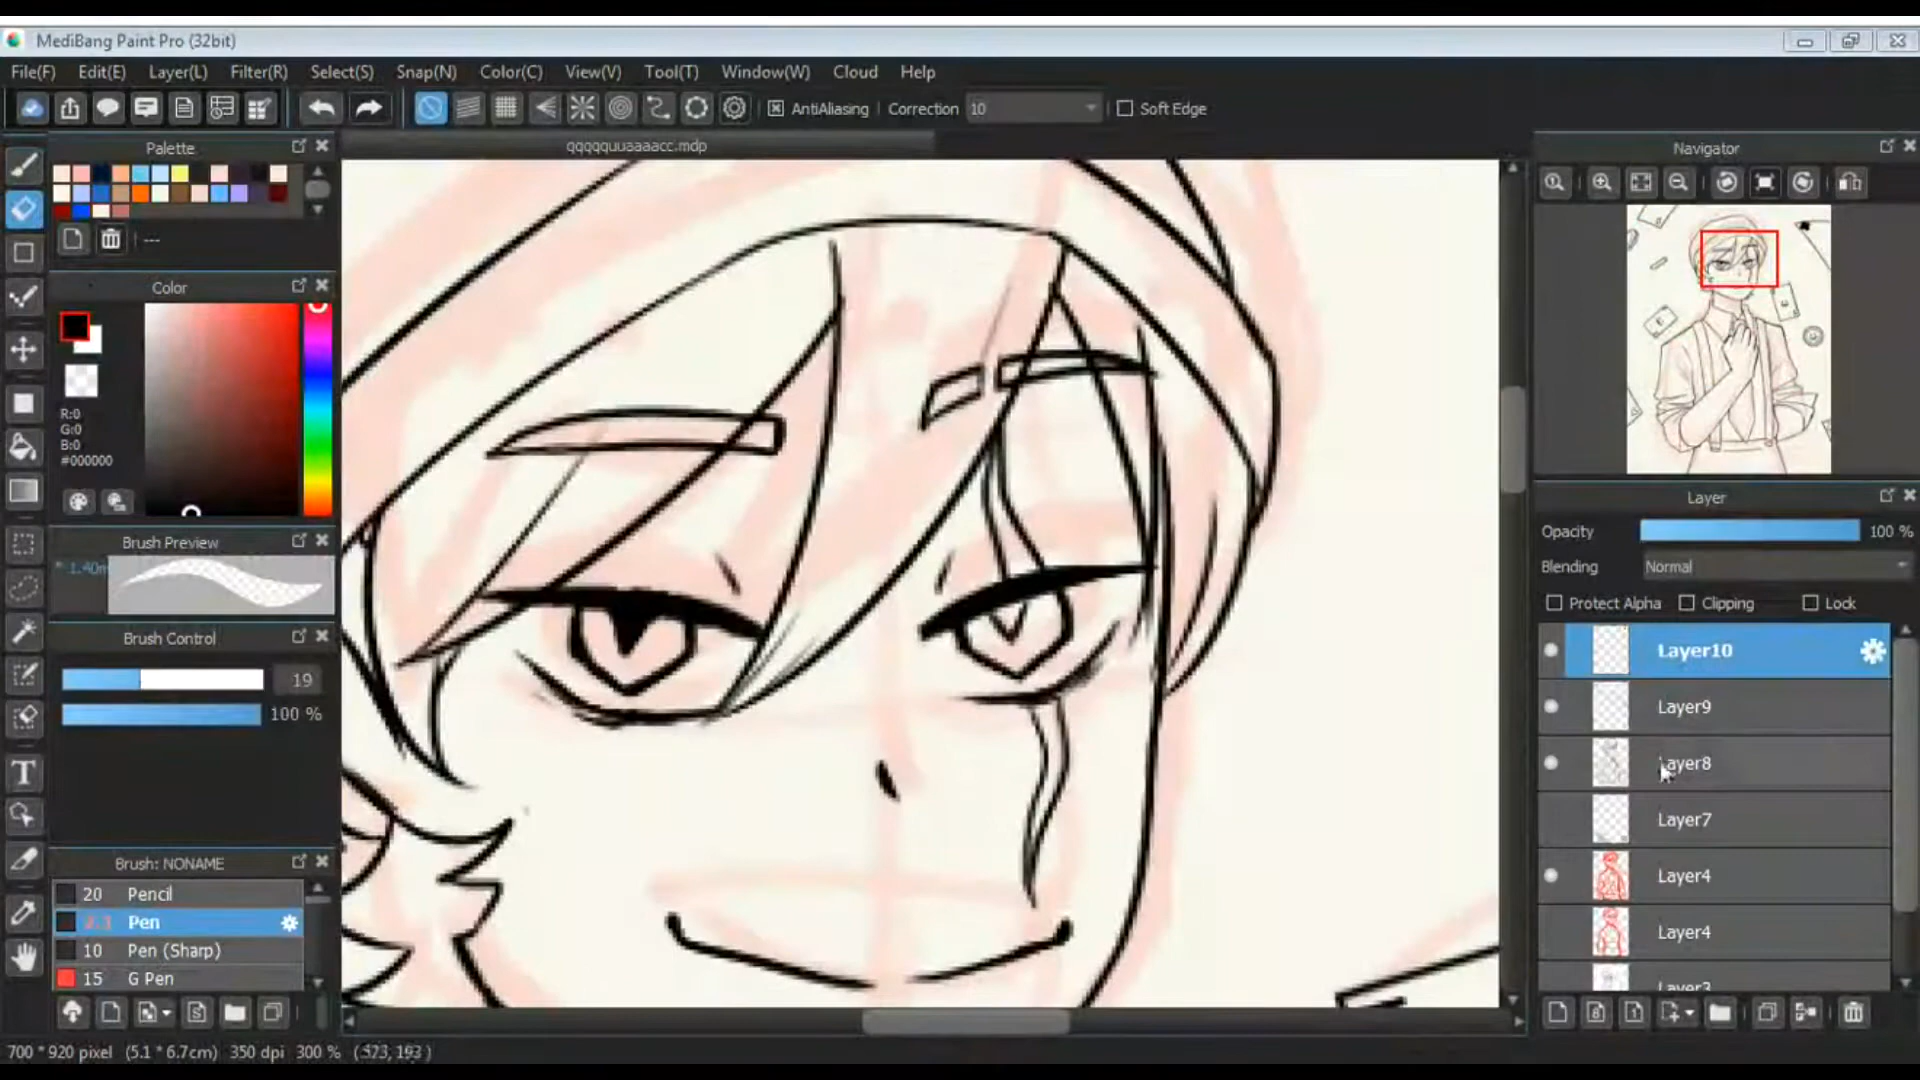 MediBang Paint Pro (32bit)
File(F) Edit(E) Layer(L) Filter(R) Select(S) Snap(N) Color(C) View(V) Tool(T) Window(W) Cloud Help
AntiAliasing Correction 10 Soft Edge
qqqqquuaaaacc.mdp
Palette
---
Color
R:0
G:0
B:0
#000000
Brush Preview
Brush Control
19
100 %
Brush: NONAME
20 Pencil
Pen
10 Pen (Sharp)
15 G Pen
Navigator
Layer
Opacity 100 %
Blending Normal
Protect Alpha Clipping Lock
Layer10
Layer9
Layer8
Layer7
Layer4
Layer4
Layer3
700 * 920 pixel (5.1 * 6.7cm) 350 dpi 300 %